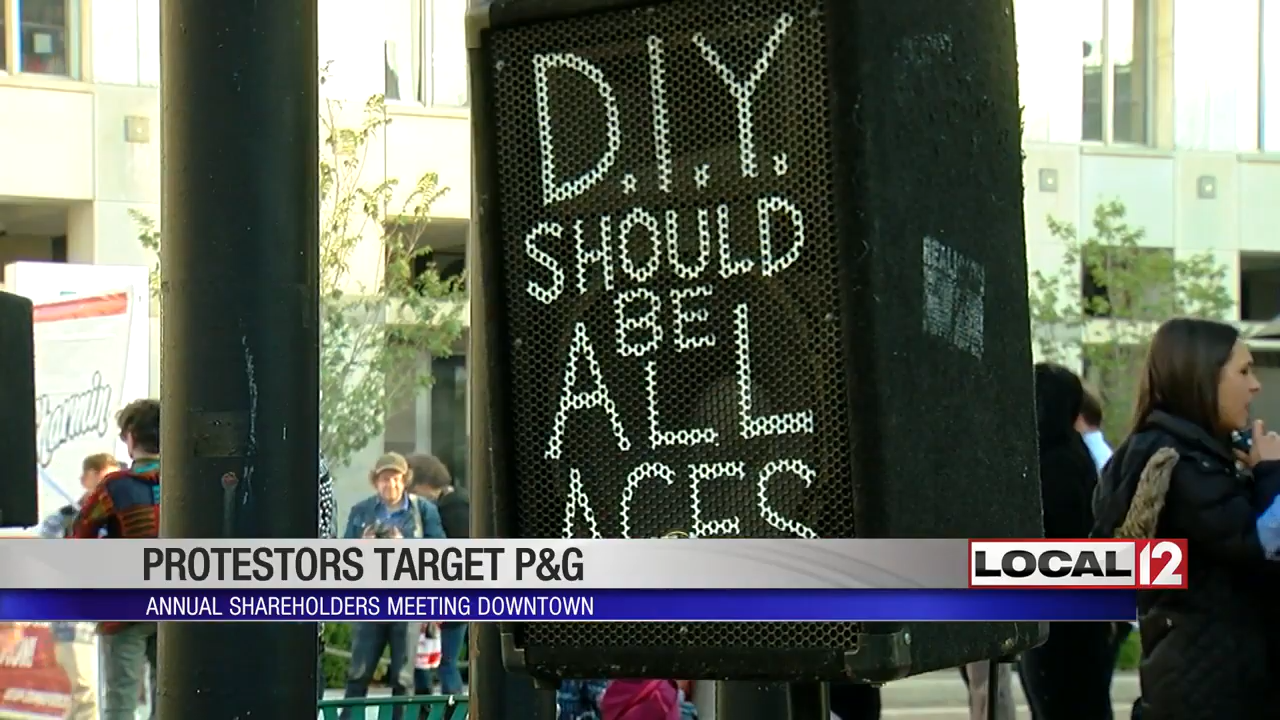 D.I.Y.
SHOULD
BE
ALL
AGES
PROTESTORS TARGET P&G
LOCAL 12
ANNUAL SHAREHOLDERS MEETING DOWNTOWN